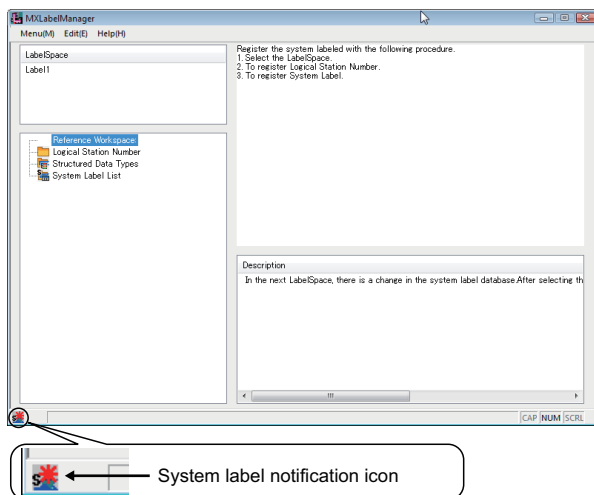 MXLabelManager
Menu(M) Edit(E) Help(H)
LabelSpace
Label1
Register the system labeled with the following procedure.
1. Select the LabelSpace.
2. To register Logical Station Number.
3. To register System Label.
Reference Workspace:
Logical Station Number
Structured Data Types
System Label List
Description
In the next LabelSpace, there is a change in the system label database.After selecting th
CAP NUM SCRL
System label notification icon